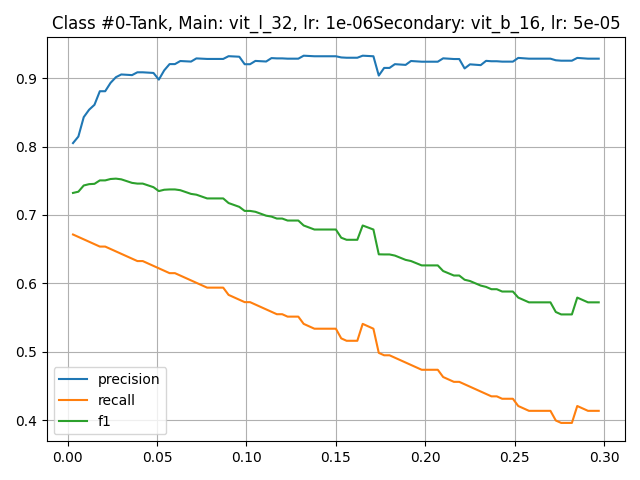 Class #0-Tank, Main: vit_l_32, lr: 1e-06Secondary: vit_b_16, lr: 5e-05
0.9
0.8
0.7
0.6
0.5
0.4
precision
recall
f1
0.00 0.05 0.10 0.15 0.20 0.25 0.30